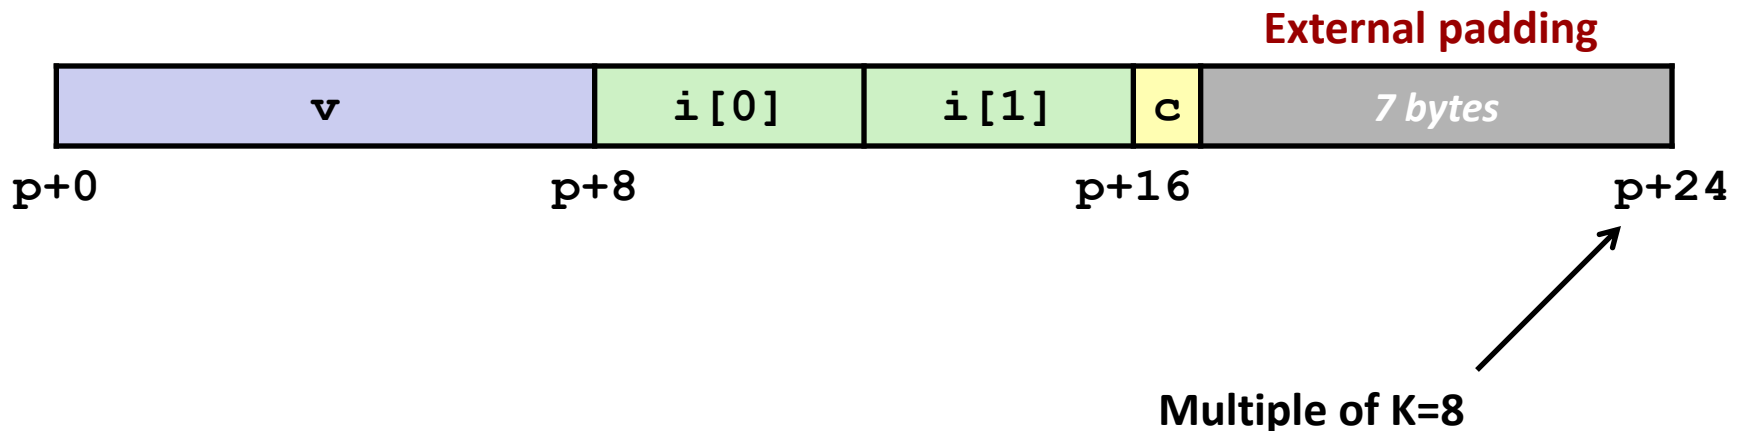 External padding
v i[0] i[1] c 7 bytes
p+0 p+8 p+16 p+24
Multiple of K=8